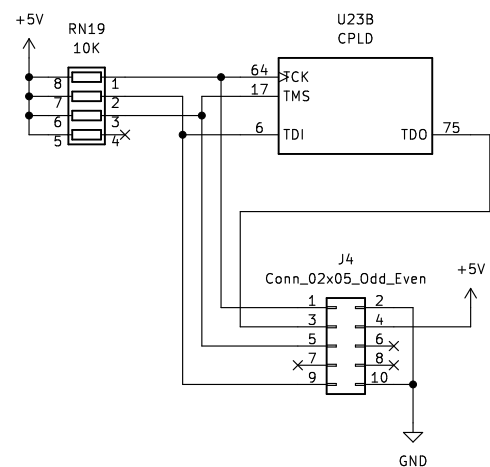 +5V
RN19
10K
8 1
7 2
6 3
5 4
U23B
CPLD
64 TCK
17 TMS
6 TDI
TDO 75
J4
Conn_02x05_Odd_Even
+5V
1 2
3 4
5 6
7 8
9 10
GND